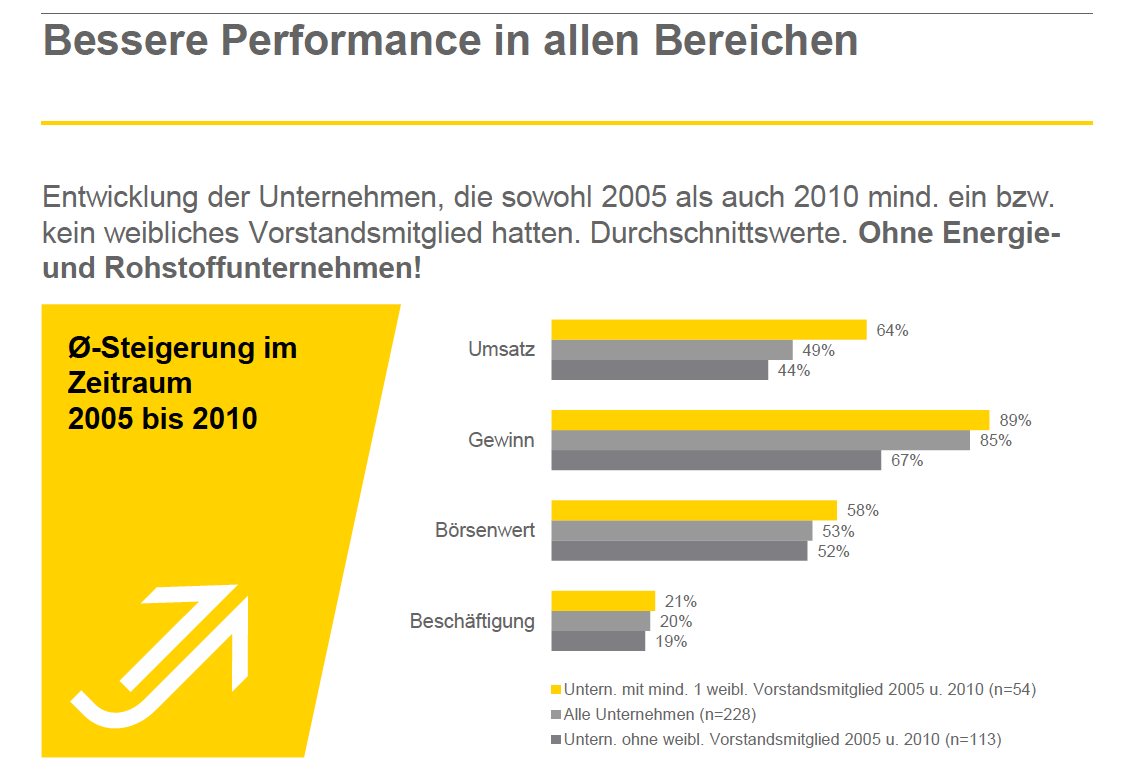 Bessere Performance in allen Bereichen
Entwicklung der Unternehmen, die sowohl 2005 als auch 2010 mind. ein bzw.
kein weibliches Vorstandsmitglied hatten. Durchschnittswerte. Ohne Energie-
und Rohstoffunternehmen!
Ø-Steigerung im
Zeitraum
2005 bis 2010
Umsatz
64%
49%
44%
Gewinn
89%
85%
67%
Börsenwert
58%
53%
52%
Beschäftigung
21%
20%
19%
Untern. mit mind. 1 weibl. Vorstandsmitglied 2005 u. 2010 (n=54)
Alle Unternehmen (n=228)
Untern. ohne weibl. Vorstandsmitglied 2005 u. 2010 (n=113)